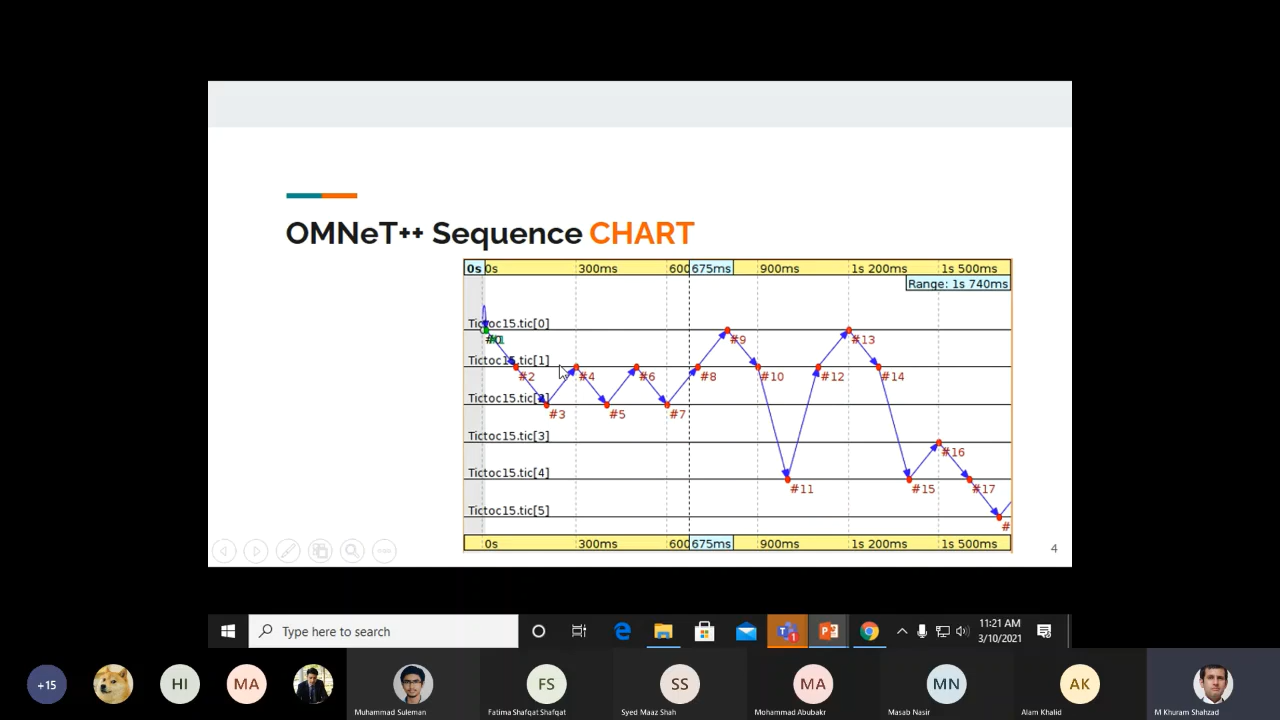 OMNeT++ Sequence CHART
0s 0s 300ms 600 675ms 900ms 1s 200ms 1s 500ms
Range: 1s 740ms
Tictoc15.tic[0]
#1 #9 #13
Tictoc15.tic[1]
#2 #4 #6 #8 #10 #12 #14
Tictoc15.tic[2]
#3 #5 #7
Tictoc15.tic[3]
#16
Tictoc15.tic[4]
#11 #15 #17
Tictoc15.tic[5]
#
0s 300ms 600 675ms 900ms 1s 200ms 1s 500ms
4
Type here to search
1
11:21 AM
3/10/2021
+15 HI MA FS SS MA MN AK
Muhammad Suleman Fatima Shafqat Shafqat Syed Maaz Shah Mohammad Abubakr Masab Nasir Alam Khalid M Khuram Shahzad